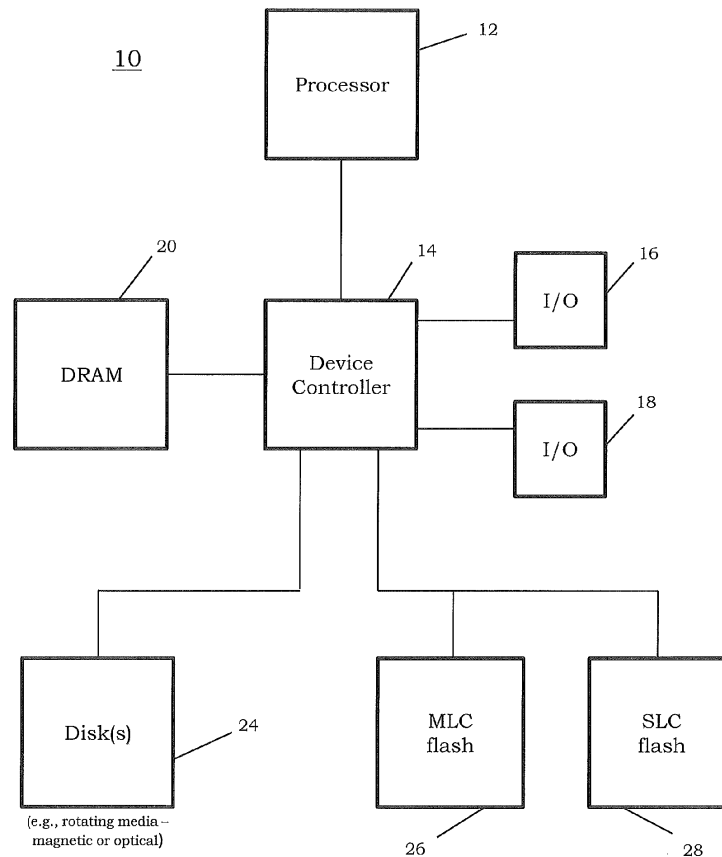 10
12
Processor
20
14
16
I/O
DRAM
Device
Controller
18
I/O
Disk(s)
24
MLC
flash
SLC
flash
(e.g., rotating media –
magnetic or optical)
26
28